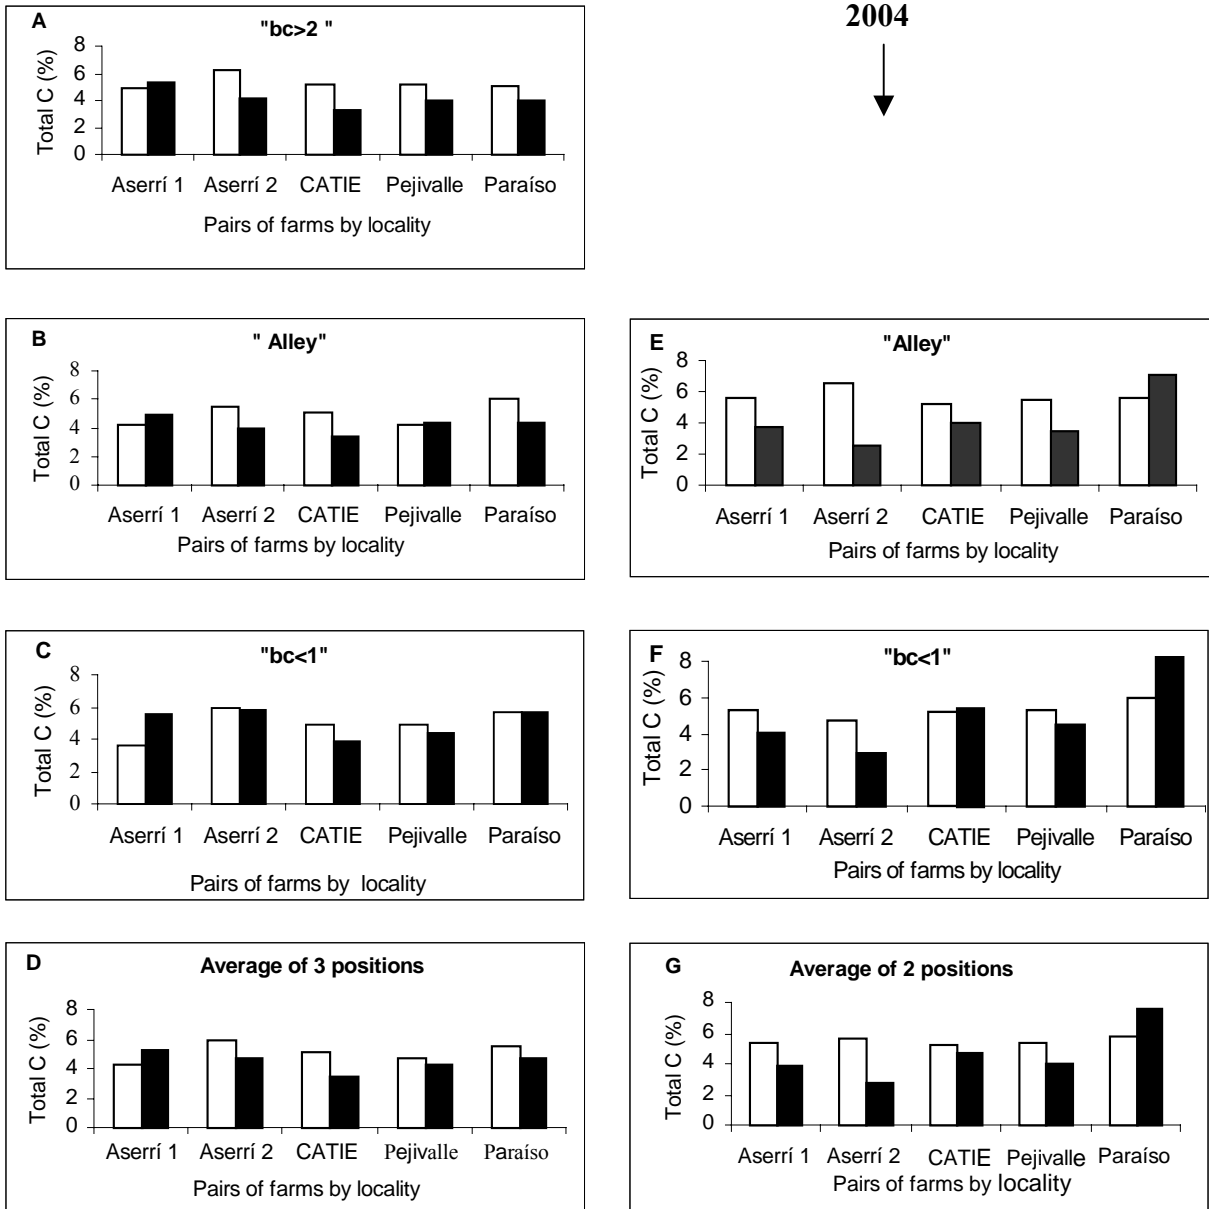 A
"bc>2 "
8
6
4
2
0
Total C (%)
Aserrí 1 Aserrí 2 CATIE Pejivalle Paraíso
Pairs of farms by locality
2004
B
" Alley"
8
6
4
2
0
Total C (%)
Aserrí 1 Aserrí 2 CATIE Pejivalle Paraíso
Pairs of farms by locality
E
"Alley"
8
6
4
2
0
Total C (%)
Aserrí 1 Aserrí 2 CATIE Pejivalle Paraíso
Pairs of farms by locality
C
"bc<1"
8
6
4
2
0
Total C (%)
Aserrí 1 Aserrí 2 CATIE Pejivalle Paraíso
Pairs of farms by locality
F
"bc<1"
8
6
4
2
0
Total C (%)
Aserrí 1 Aserrí 2 CATIE Pejivalle Paraíso
Pairs of farms by locality
D
Average of 3 positions
8
6
4
2
0
Total C (%)
Aserrí 1 Aserrí 2 CATIE Pejivalle Paraíso
Pairs of farms by locality
G
Average of 2 positions
8
6
4
2
0
Total C (%)
Aserrí 1 Aserrí 2 CATIE Pejivalle Paraíso
Pairs of farms by locality